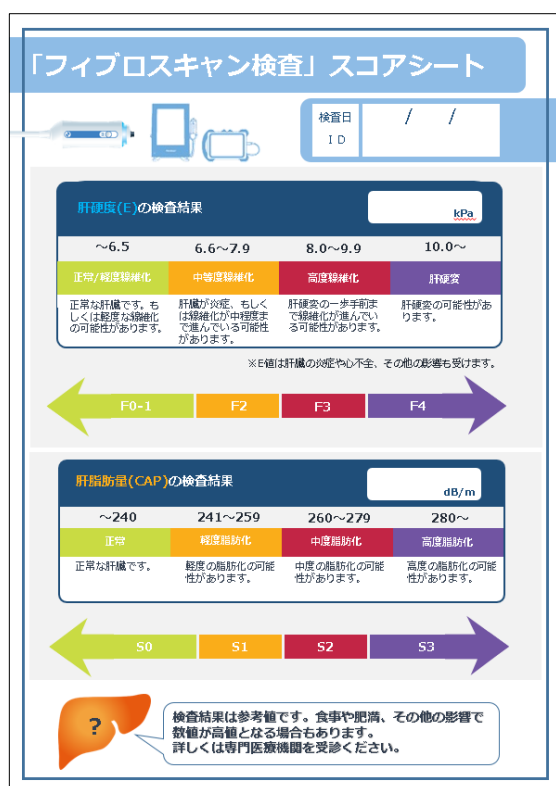 「フィブロスキャン検査」スコアシート
検査日 / /
ＩＤ
肝硬度(E)の検査結果
kPa
～6.5 6.6～7.9 8.0～9.9 10.0～
正常/軽度線維化 中等度線維化 高度線維化 肝硬変
正常な肝臓です。も 肝臓が炎症、もしく 肝硬変の一歩手前ま 肝硬変の可能性があ
しくは軽度な線維化 は線維化が中程度ま で線維化が進んでい ります。
の可能性があります。 で進んでいる可能性 る可能性があります。
があります。
※E値は肝臓の炎症や心不全、その他の影響も受けます。
F0-1 F2 F3 F4
肝脂肪量(CAP)の検査結果
dB/m
～240 241～259 260～279 280～
正常 軽度脂肪化 中度脂肪化 高度脂肪化
正常な肝臓です。 軽度の脂肪化の可能 中度の脂肪化の可能 高度の脂肪化の可能
性があります。 性があります。 性があります。
S0 S1 S2 S3
?
検査結果は参考値です。食事や肥満、その他の影響で
数値が高値となる場合もあります。
詳しくは専門医療機関を受診ください。